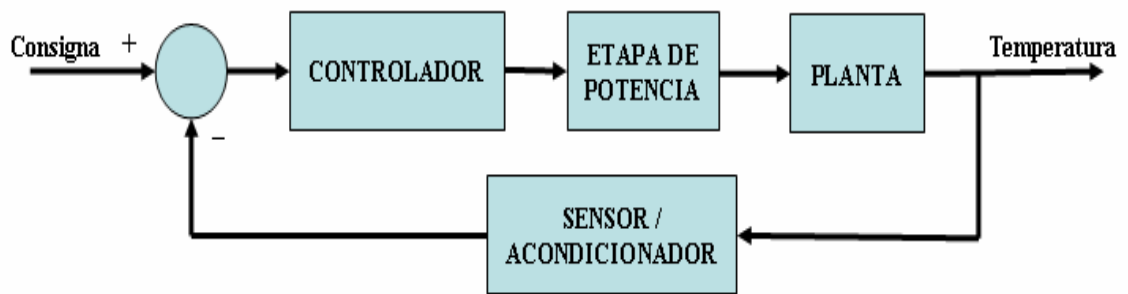 Consigna +
CONTROLADOR
ETAPA DE
POTENCIA
PLANTA
Temperatura
–
SENSOR /
ACONDICIONADOR